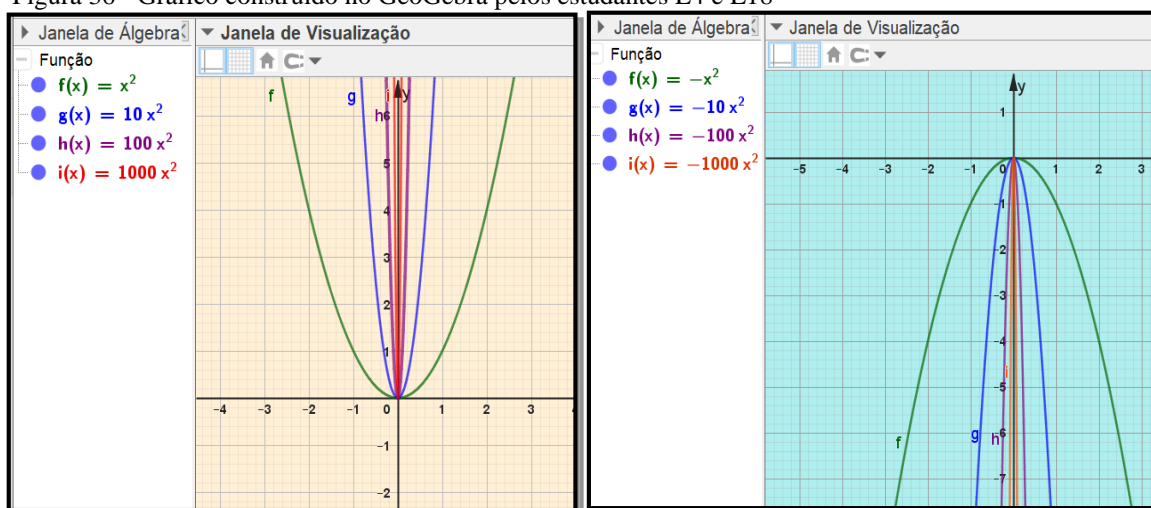 Figura 36 - Gráfico construído no GeoGebra pelos estudantes E4 e E18
Janela de Álgebra
Função
f(x) = x²
g(x) = 10 x²
h(x) = 100 x²
i(x) = 1000 x²
Janela de Visualização
f
g
h
i
y
6
5
4
3
2
1
-4 -3 -2 -1 0 1 2 3
-1
-2
Janela de Álgebra
Função
f(x) = −x²
g(x) = −10 x²
h(x) = −100 x²
i(x) = −1000 x²
Janela de Visualização
y
1
-5 -4 -3 -2 -1 0 1 2 3
-1
-2
-3
-4
i
-5
f
g
h
-6
-7